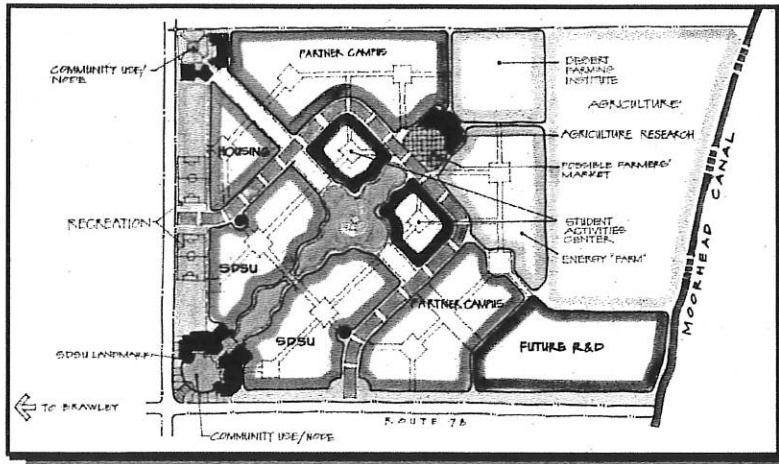 PARTNER CAMPUS
COMMUNITY USE/
NODE
DESERT
FARMING
INSTITUTE
AGRICULTURE
AGRICULTURE RESEARCH
HOUSING
POSSIBLE FARMERS'
MARKET
RECREATION
STUDENT
ACTIVITIES
CENTER
SDSU
ENERGY "FARM"
MOORHEAD CANAL
PARTNER CAMPUS
SDSU
FUTURE R&D
SDSU LANDMARK
TO BRAWLEY
ROUTE 78
COMMUNITY USE/NODE